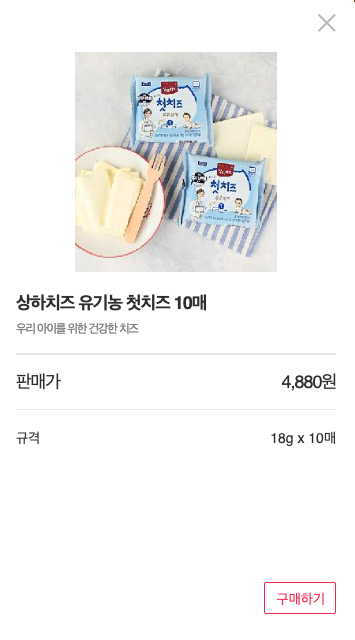 첫치즈
첫치즈
상하치즈 유기농 첫치즈 10매
우리 아이를 위한 건강한 치즈
판매가 4,880원
규격 18g x 10매
구매하기